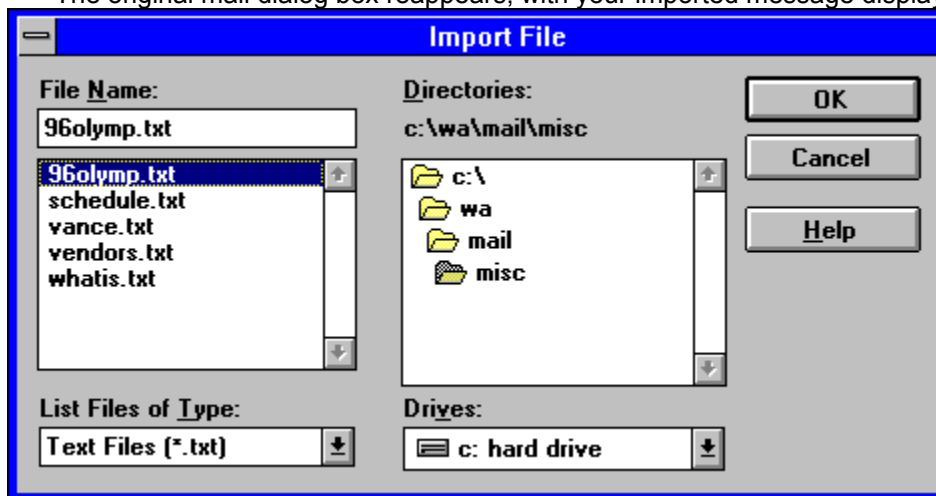 The original mail dialog box reappears, with your imported message display
Import File
File Name:
96olymp.txt
96olymp.txt
schedule.txt
vance.txt
vendors.txt
whatis.txt
List Files of Type:
Text Files (*.txt)
Directories:
c:\wa\mail\misc
c:\
wa
mail
misc
Drives:
c: hard drive
OK
Cancel
Help